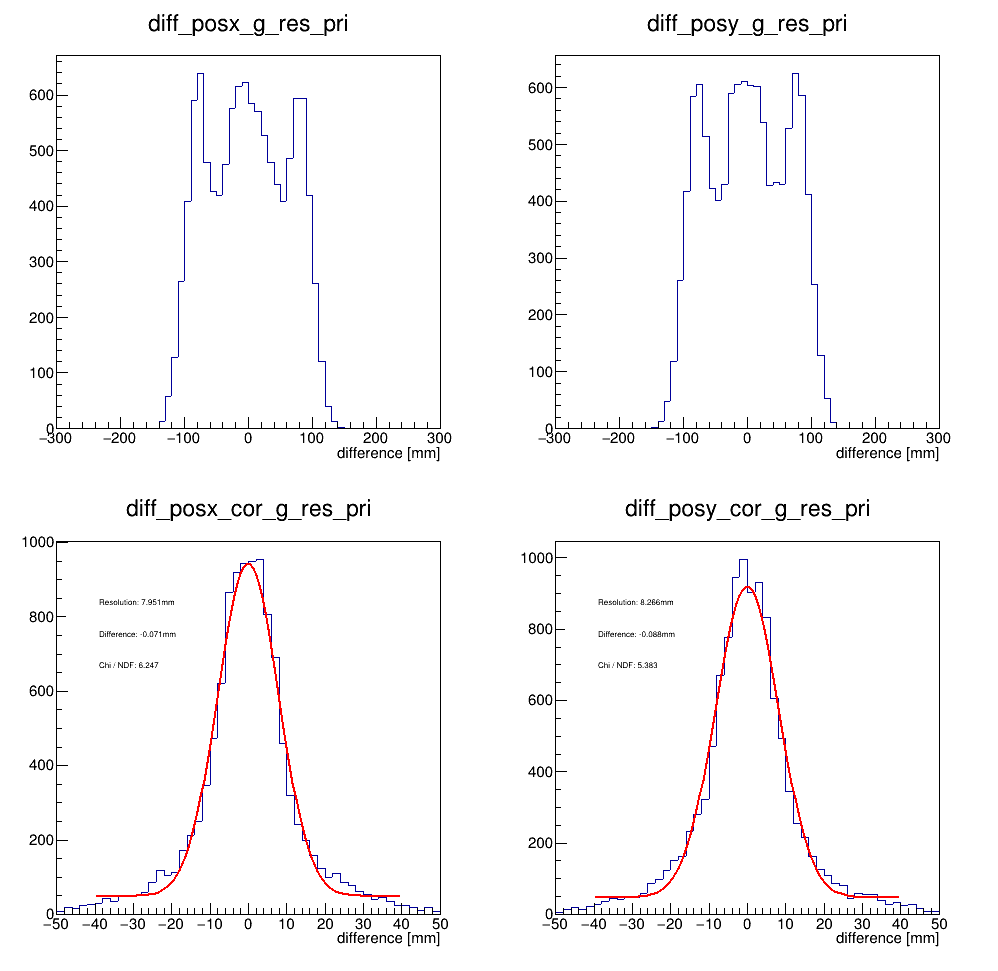 diff_posx_g_res_pri
600
500
400
300
200
100
0
−300 −200 −100 0 100 200 300
difference [mm]
diff_posy_g_res_pri
600
500
400
300
200
100
0
−300 −200 −100 0 100 200 300
difference [mm]
diff_posx_cor_g_res_pri
1000
800
600
400
200
0
Resolution: 7.951mm
Difference: -0.071mm
Chi / NDF: 6.247
−50 −40 −30 −20 −10 0 10 20 30 40 50
difference [mm]
diff_posy_cor_g_res_pri
1000
800
600
400
200
0
Resolution: 8.266mm
Difference: -0.088mm
Chi / NDF: 5.383
−50 −40 −30 −20 −10 0 10 20 30 40 50
difference [mm]